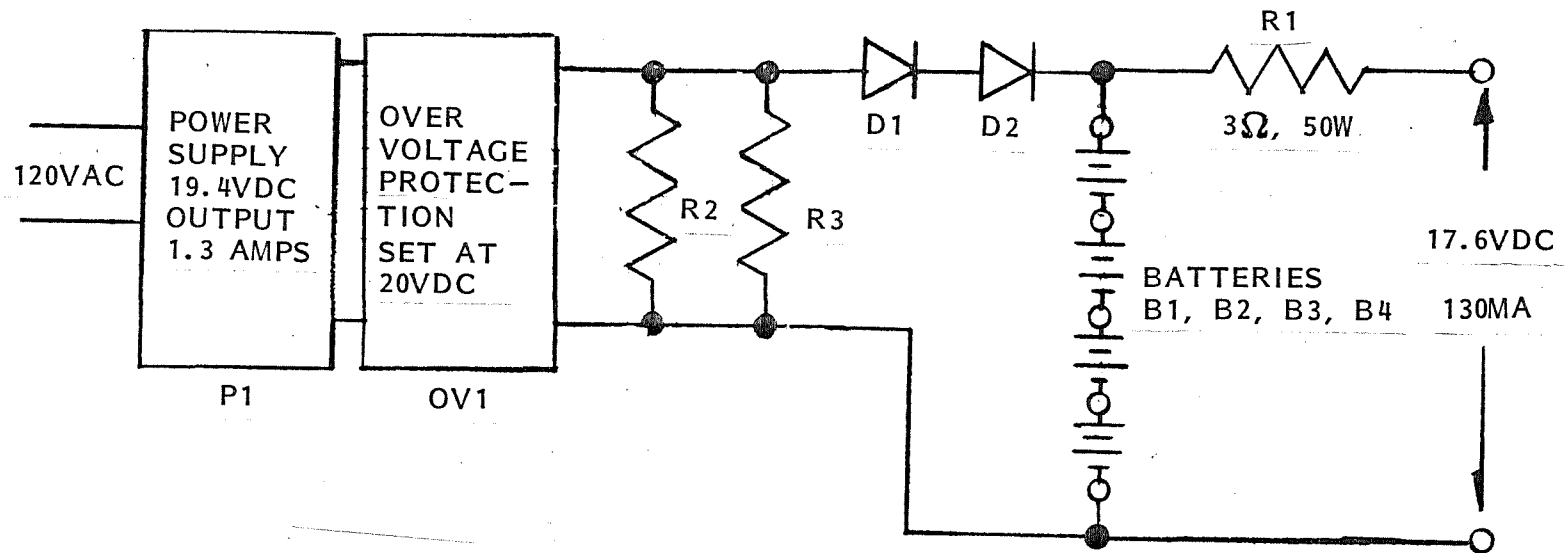 120VAC
POWER
SUPPLY
19.4VDC
OUTPUT
1.3 AMPS
P1
OVER
VOLTAGE
PROTEC-
TION
SET AT
20VDC
OV1
R2
R3
D1
D2
R1
3Ω, 50W
BATTERIES
B1, B2, B3, B4
17.6VDC
130MA